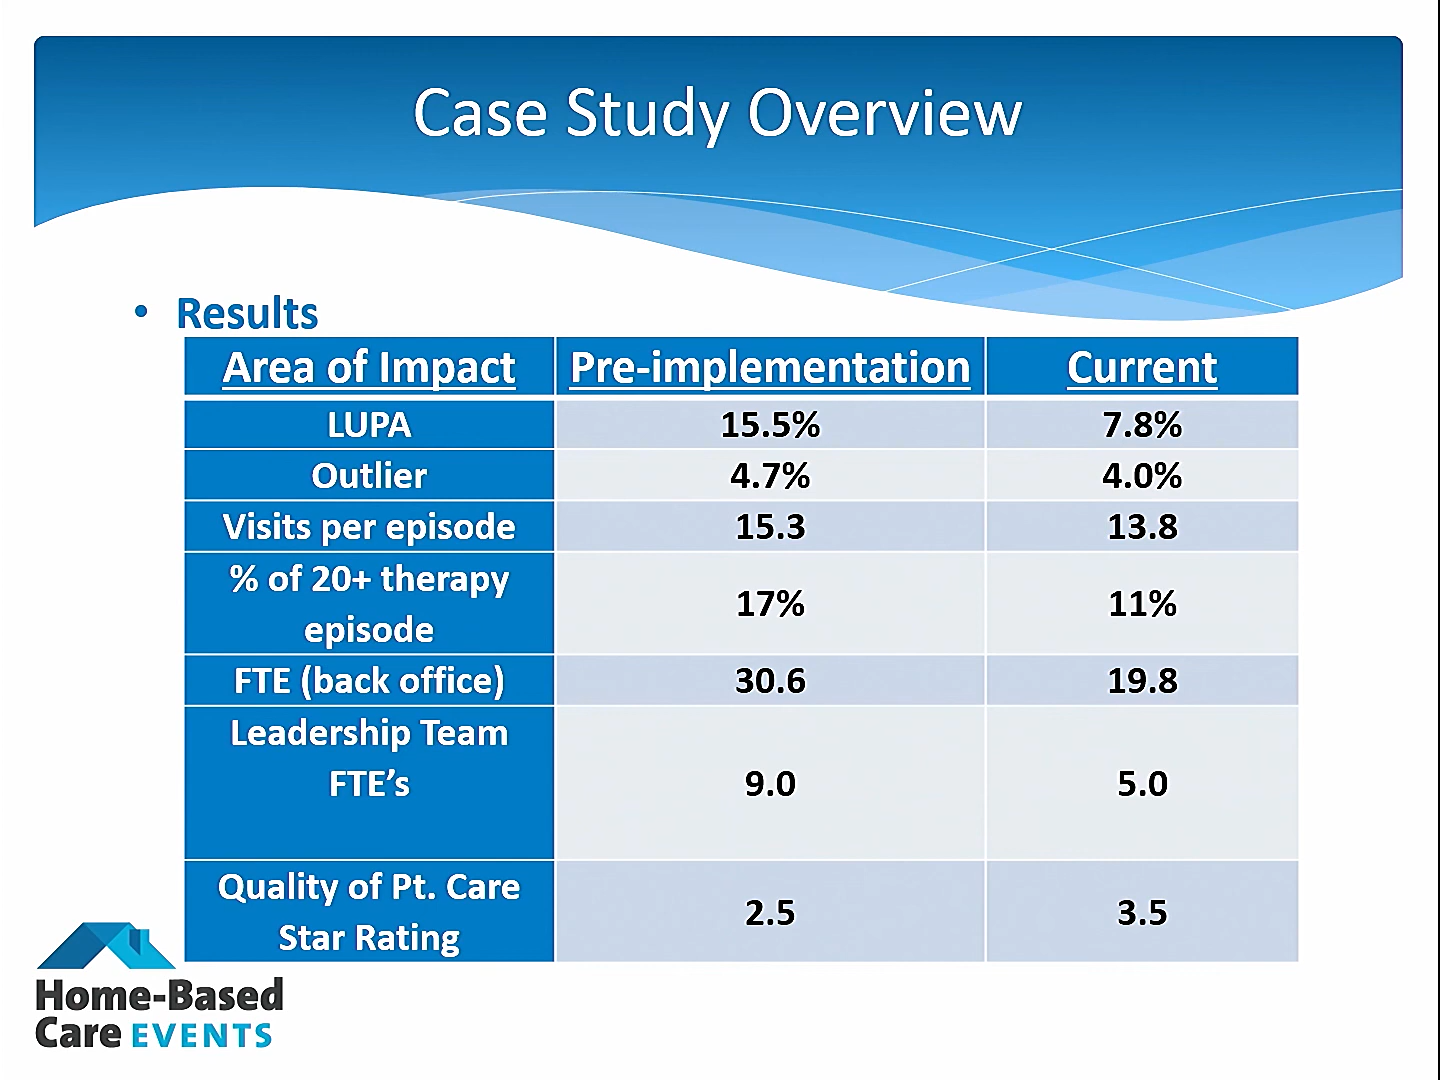 Case Study Overview
• Results
Area of Impact Pre-implementation Current
LUPA 15.5% 7.8%
Outlier 4.7% 4.0%
Visits per episode 15.3 13.8
% of 20+ therapy
episode 17% 11%
FTE (back office) 30.6 19.8
Leadership Team
FTE’s 9.0 5.0
Quality of Pt. Care
Star Rating 2.5 3.5
Home-Based
Care EVENTS